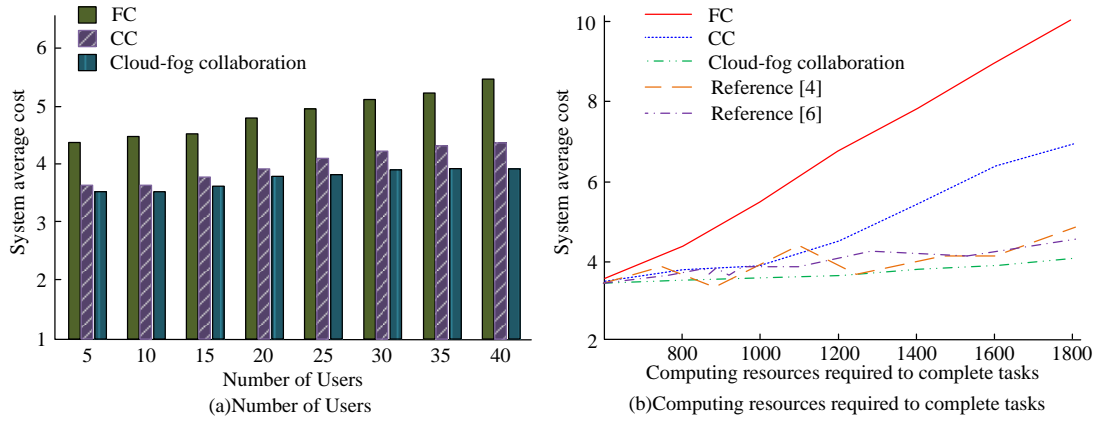 FC
CC
Cloud-fog collaboration
System average cost
6
5
4
3
2
1
5 10 15 20 25 30 35 40
Number of Users
(a)Number of Users
FC
CC
Cloud-fog collaboration
Reference [4]
Reference [6]
System average cost
10
8
6
4
2
800 1000 1200 1400 1600 1800
Computing resources required to complete tasks
(b)Computing resources required to complete tasks